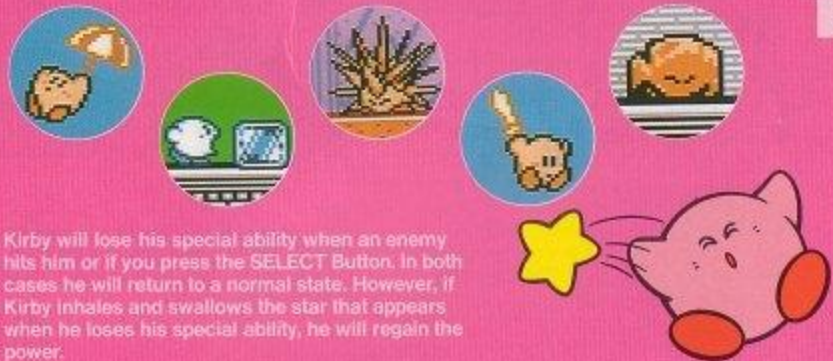 Kirby will lose his special ability when an enemy
hits him or if you press the SELECT Button. In both
cases he will return to a normal state. However, if
Kirby inhales and swallows the star that appears
when he loses his special ability, he will regain the
power.